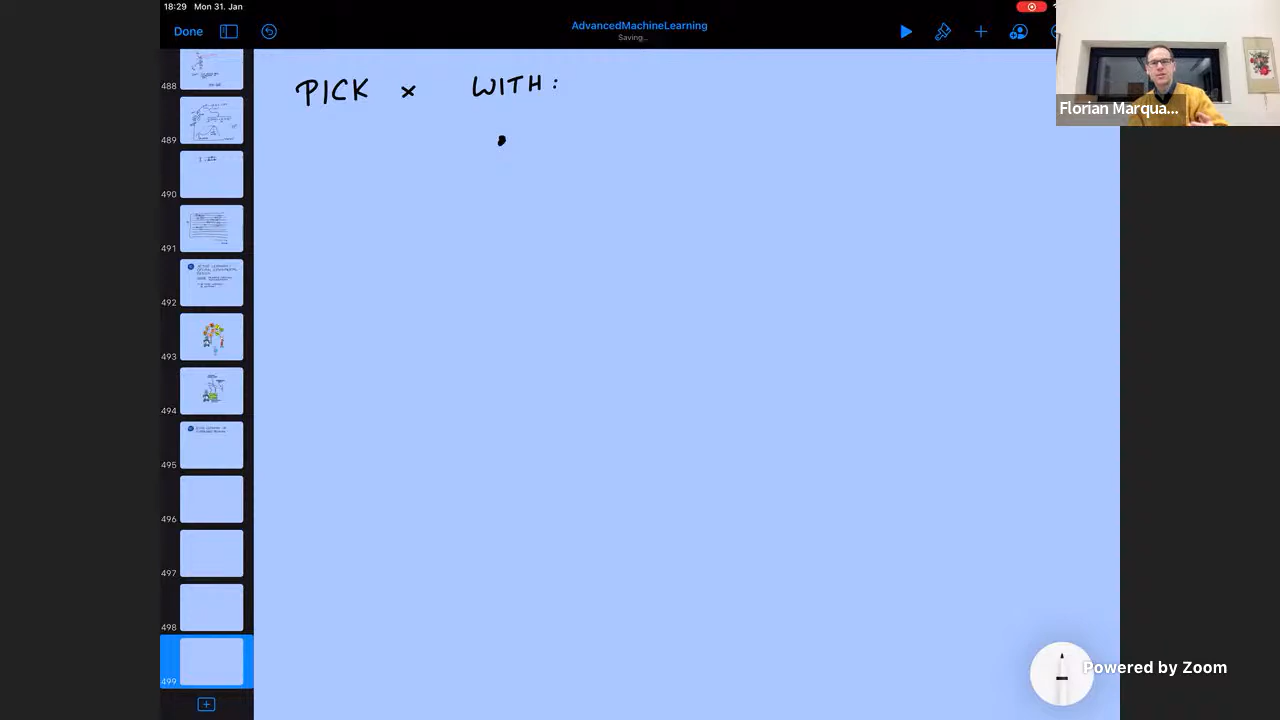 18:29 Mon 31. Jan
Done
AdvancedMachineLearning
Saving...
PICK x WITH:
•
Florian Marqua...
488
489
490
491
492
493
494
495
496
497
498
499
Powered by Zoom